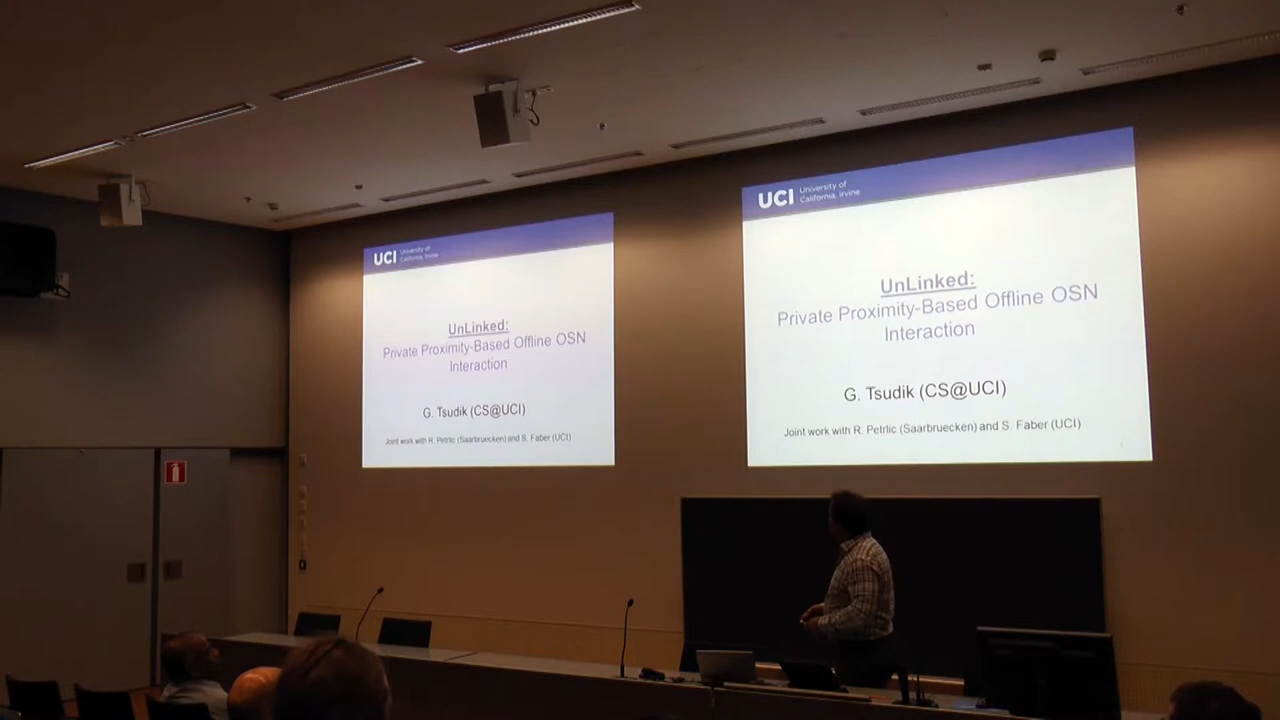 UCI University of
California, Irvine
UnLinked:
Private Proximity-Based Offline OSN
Interaction
G. Tsudik (CS@UCI)
Joint work with R. Petrlic (Saarbruecken) and S. Faber (UCI)
UCI University of
California, Irvine
UnLinked:
Private Proximity-Based Offline OSN
Interaction
G. Tsudik (CS@UCI)
Joint work with R. Petrlic (Saarbruecken) and S. Faber (UCI)
1